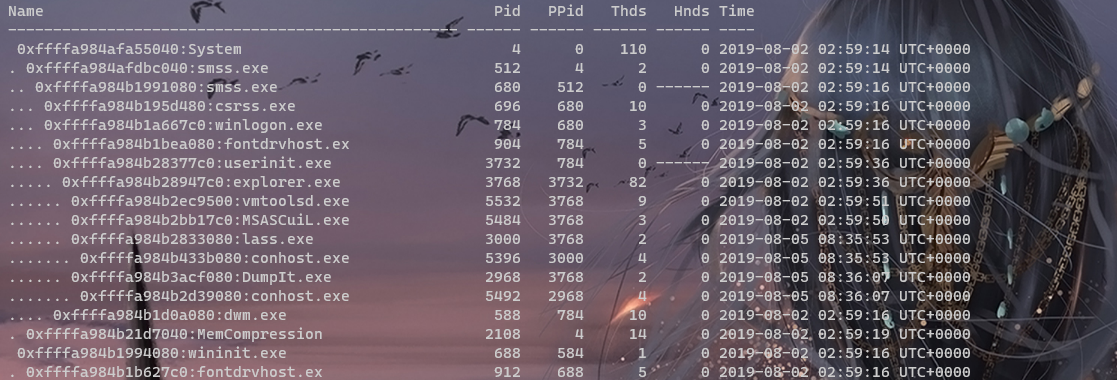 Name Pid PPid Thds Hnds Time
-------------------------------------------------- ------ ------ ------ ------ ----
0xffffa984afa55040:System 4 0 110 0 2019-08-02 02:59:14 UTC+0000
. 0xffffa984afdbc040:smss.exe 512 4 2 0 2019-08-02 02:59:14 UTC+0000
.. 0xffffa984b1991080:smss.exe 680 512 0 ------ 2019-08-02 02:59:16 UTC+0000
... 0xffffa984b195d480:csrss.exe 696 680 10 0 2019-08-02 02:59:16 UTC+0000
... 0xffffa984b1a667c0:winlogon.exe 784 680 3 0 2019-08-02 02:59:16 UTC+0000
.... 0xffffa984b1bea080:fontdrvhost.ex 904 784 5 0 2019-08-02 02:59:16 UTC+0000
.... 0xffffa984b28377c0:userinit.exe 3732 784 0 ------ 2019-08-02 02:59:36 UTC+0000
..... 0xffffa984b28947c0:explorer.exe 3768 3732 82 0 2019-08-02 02:59:36 UTC+0000
...... 0xffffa984b2ec9500:vmtoolsd.exe 5532 3768 9 0 2019-08-02 02:59:51 UTC+0000
...... 0xffffa984b2bb17c0:MSASCuiL.exe 5484 3768 3 0 2019-08-02 02:59:50 UTC+0000
...... 0xffffa984b2833080:lass.exe 3000 3768 2 0 2019-08-05 08:35:53 UTC+0000
....... 0xffffa984b433b080:conhost.exe 5396 3000 4 0 2019-08-05 08:35:53 UTC+0000
...... 0xffffa984b3acf080:DumpIt.exe 2968 3768 2 0 2019-08-05 08:36:07 UTC+0000
....... 0xffffa984b2d39080:conhost.exe 5492 2968 4 0 2019-08-05 08:36:07 UTC+0000
.... 0xffffa984b1d0a080:dwm.exe 588 784 10 0 2019-08-02 02:59:16 UTC+0000
. 0xffffa984b21d7040:MemCompression 2108 4 14 0 2019-08-02 02:59:19 UTC+0000
0xffffa984b1994080:wininit.exe 688 584 1 0 2019-08-02 02:59:16 UTC+0000
. 0xffffa984b1b627c0:fontdrvhost.ex 912 688 5 0 2019-08-02 02:59:16 UTC+0000